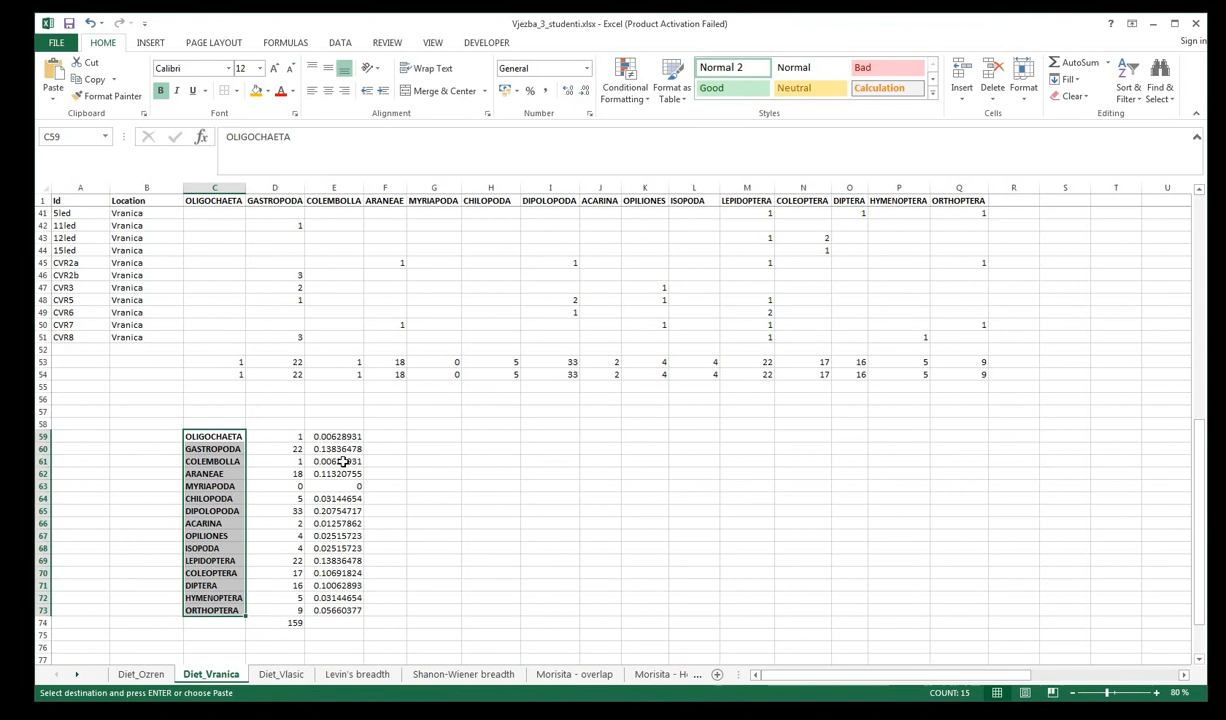 Vjezba_3_studenti.xlsx - Excel (Product Activation Failed)
FILE HOME INSERT PAGE LAYOUT FORMULAS DATA REVIEW VIEW DEVELOPER Sign in
Paste Cut Copy Format Painter Clipboard
Calibri 12 Font
Wrap Text Merge & Center Alignment
General Number
Conditional Formatting Format as Table
Normal 2 Normal Bad Good Neutral Calculation Styles
Insert Delete Format Cells
AutoSum Fill Clear Sort & Filter Find & Select Editing
C59 OLIGOCHAETA
A B C D E F G H I J K L M N O P Q R S T U
1 Id Location OLIGOCHAETA GASTROPODA COLEMBOLLA ARANEAE MYRIAPODA CHILOPODA DIPOLOPODA ACARINA OPILIONES ISOPODA LEPIDOPTERA COLEOPTERA DIPTERA HYMENOPTERA ORTHOPTERA
41 5led Vranica 1 1 1
42 11led Vranica 1
43 12led Vranica 1 2
44 15led Vranica 1
45 CVR2a Vranica 1 1 1 1
46 CVR2b Vranica 3
47 CVR3 Vranica 2 1
48 CVR5 Vranica 1 2 1 1
49 CVR6 Vranica 1 2
50 CVR7 Vranica 1 1 1 1
51 CVR8 Vranica 3 1 1
52
53 1 22 1 18 0 5 33 2 4 4 22 17 16 5 9
54 1 22 1 18 0 5 33 2 4 4 22 17 16 5 9
55
56
57
58
59 OLIGOCHAETA 1 0.00628931
60 GASTROPODA 22 0.13836478
61 COLEMBOLLA 1
62 ARANEAE 18 0.11320755
63 MYRIAPODA 0 0
64 CHILOPODA 5 0.03144654
65 DIPOLOPODA 33 0.20754717
66 ACARINA 2 0.01257862
67 OPILIONES 4 0.02515723
68 ISOPODA 4 0.02515723
69 LEPIDOPTERA 22 0.13836478
70 COLEOPTERA 17 0.10691824
71 DIPTERA 16 0.10062893
72 HYMENOPTERA 5 0.03144654
73 ORTHOPTERA 9 0.05660377
74 159
75
76
77
Diet_Ozren Diet_Vranica Diet_Vlasic Levin's breadth Shanon-Wiener breadth Morisita - overlap Morisita - H‹ ...
Select destination and press ENTER or choose Paste COUNT: 15 80 %